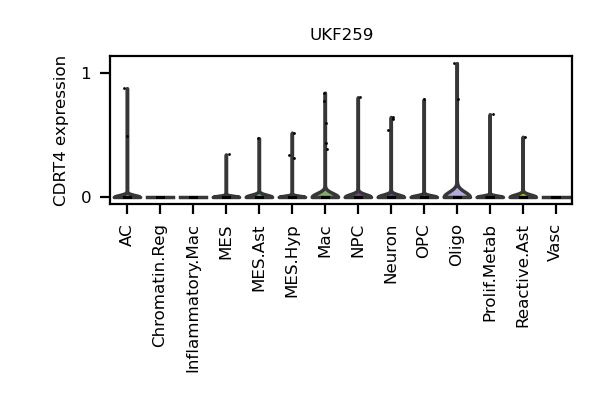 UKF259
CDRT4 expression
1
0
AC
Chromatin.Reg
Inflammatory.Mac
MES
MES.Ast
MES.Hyp
Mac
NPC
Neuron
OPC
Oligo
Prolif.Metab
Reactive.Ast
Vasc